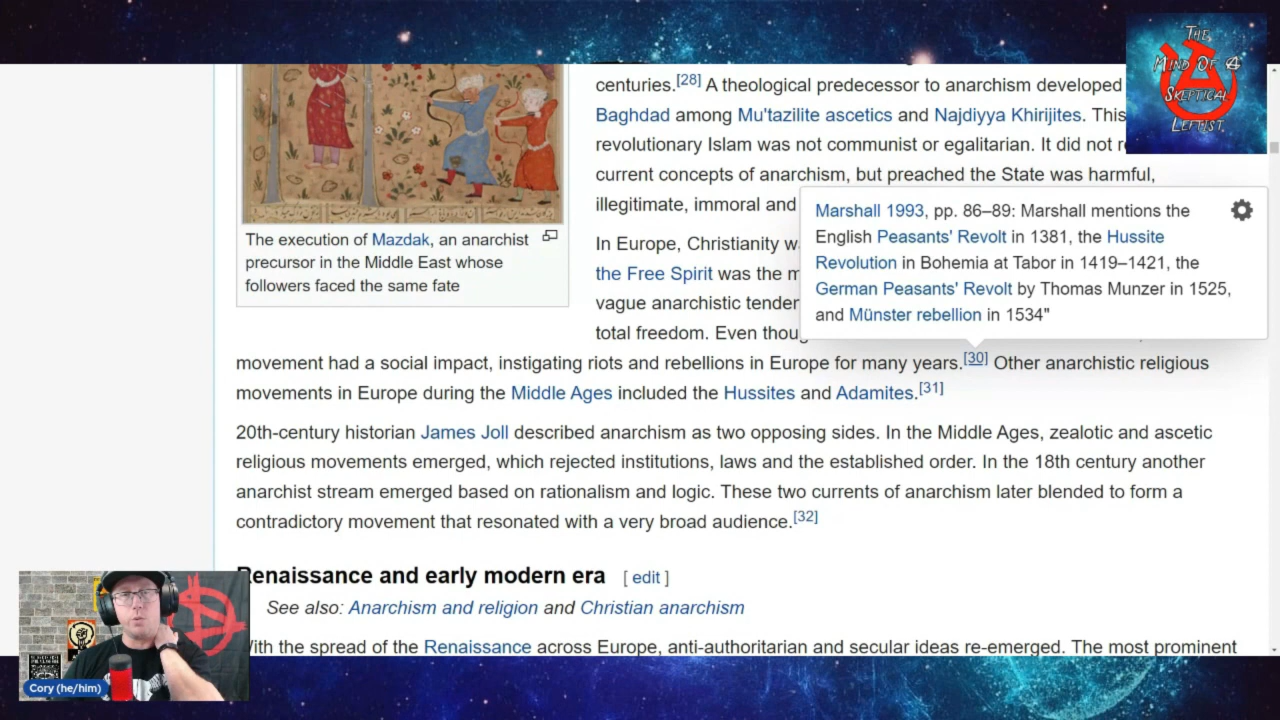 THE
MIND OF A
SKEPTICAL
LEFTIST
centuries.[28] A theological predecessor to anarchism developed
Baghdad among Mu'tazilite ascetics and Najdiyya Khirijites. This
revolutionary Islam was not communist or egalitarian. It did not
current concepts of anarchism, but preached the State was harmful,
illegitimate, immoral and
The execution of Mazdak, an anarchist
precursor in the Middle East whose
followers faced the same fate
In Europe, Christianity
the Free Spirit was the
vague anarchistic
total freedom. Even
Marshall 1993, pp. 86–89: Marshall mentions the
English Peasants' Revolt in 1381, the Hussite
Revolution in Bohemia at Tabor in 1419–1421, the
German Peasants' Revolt by Thomas Munzer in 1525,
and Münster rebellion in 1534"
movement had a social impact, instigating riots and rebellions in Europe for many years.[30] Other anarchistic religious
movements in Europe during the Middle Ages included the Hussites and Adamites.[31]
20th-century historian James Joll described anarchism as two opposing sides. In the Middle Ages, zealotic and ascetic
religious movements emerged, which rejected institutions, laws and the established order. In the 18th century another
anarchist stream emerged based on rationalism and logic. These two currents of anarchism later blended to form a
contradictory movement that resonated with a very broad audience.[32]
Renaissance and early modern era [ edit ]
See also: Anarchism and religion and Christian anarchism
With the spread of the Renaissance across Europe, anti-authoritarian and secular ideas re-emerged. The most prominent
Cory (he/him)